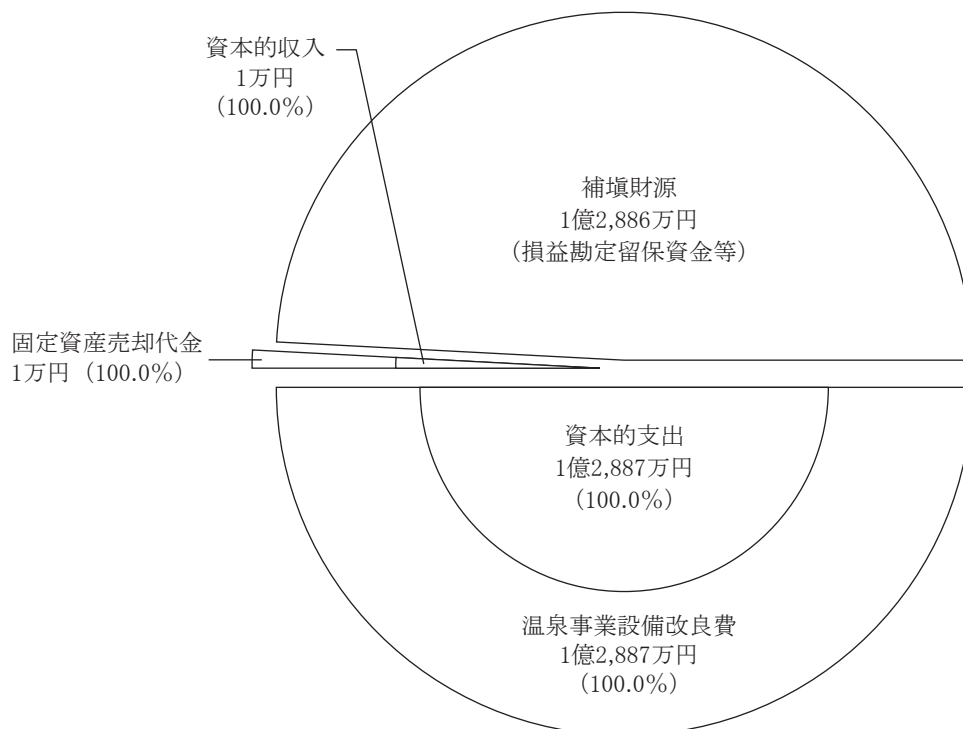 資本的収入
1万円
（100.0％）
補塡財源
1億2,886万円
（損益勘定留保資金等）
固定資産売却代金
1万円（100.0％）
資本的支出
1億2,887万円
（100.0％）
温泉事業設備改良費
1億2,887万円
（100.0％）